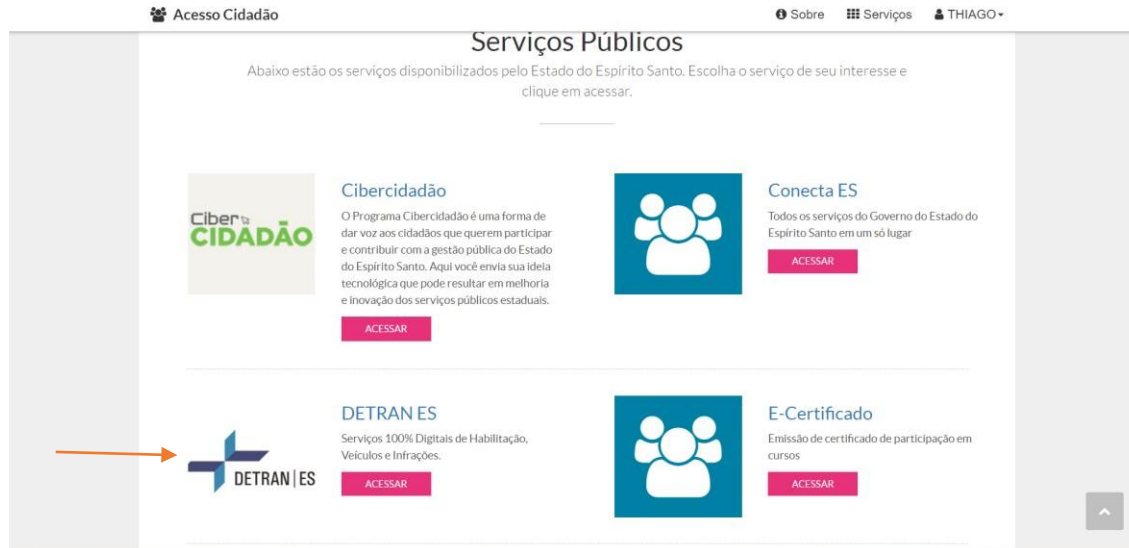 Acesso Cidadão
Sobre
Serviços
THIAGO
Serviços Públicos
Abaixo estão os serviços disponibilizados pelo Estado do Espírito Santo. Escolha o serviço de seu interesse e
clique em acessar.
Ciber
CIDADÃO
Cibercidadão
O Programa Cibercidadão é uma forma de
dar voz aos cidadãos que querem participar
e contribuir com a gestão pública do Estado
do Espírito Santo. Aqui você envia sua ideia
tecnológica que pode resultar em melhoria
e inovação dos serviços públicos estaduais.
ACESSAR
Conecta ES
Todos os serviços do Governo do Estado do
Espírito Santo em um só lugar
ACESSAR
DETRAN|ES
DETRAN ES
Serviços 100% Digitais de Habilitação,
Veículos e Infrações.
ACESSAR
E-Certificado
Emissão de certificado de participação em
cursos
ACESSAR